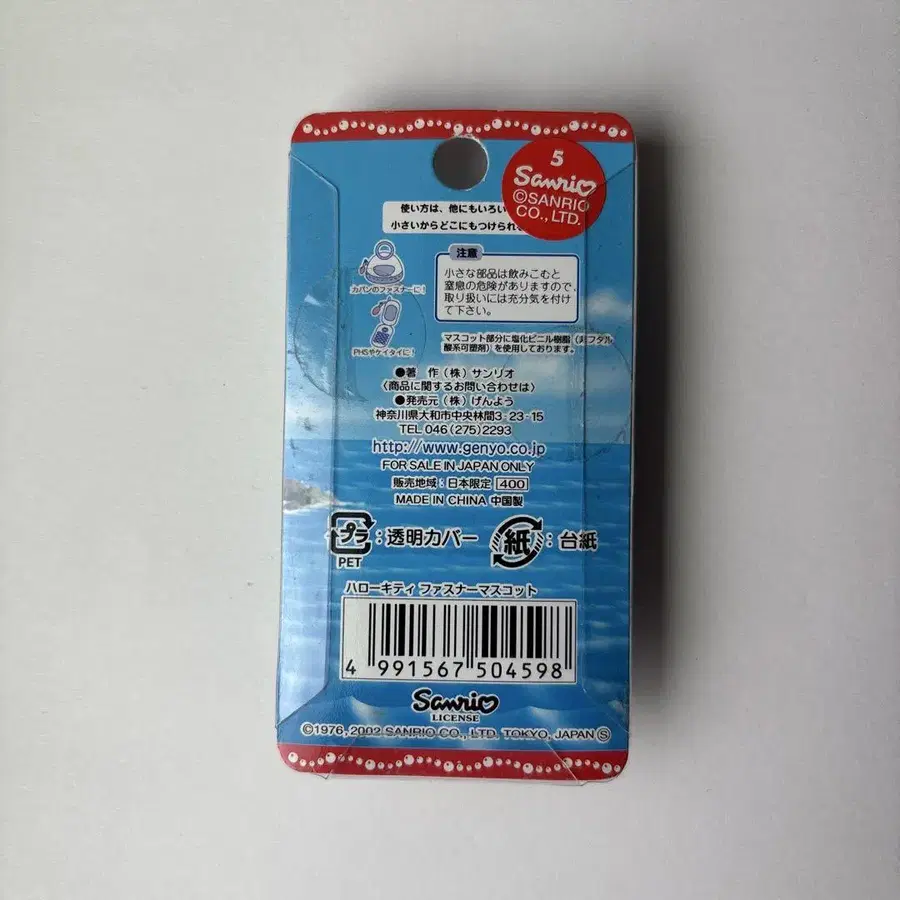 5
Sanrio
©SANRIO
CO., LTD.
使い方は、他にもいろい
小さいからどこにもつけられ
注意
小さな部品は飲みこむと
窒息の危険がありますので、
取り扱いには充分気を付け
て下さい。
カバンのファスナーに!
PHSやケイタイに!
マスコット部分に塩化ビニル樹脂(非フタル
酸系可塑剤)を使用しております。
●著 作(株)サンリオ
〈商品に関するお問い合わせは〉
●発売元(株)げんよう
神奈川県大和市中央林間3-23-15
TEL 046(275)2293
http://www.genyo.co.jp
FOR SALE IN JAPAN ONLY
販売地域:日本限定 400
MADE IN CHINA 中国製
プラ:透明カバー 紙:台紙
PET
ハローキティ ファスナーマスコット
4 991567 504598
Sanrio
LICENSE
©1976, 2002 SANRIO CO., LTD. TOKYO, JAPAN Ⓢ